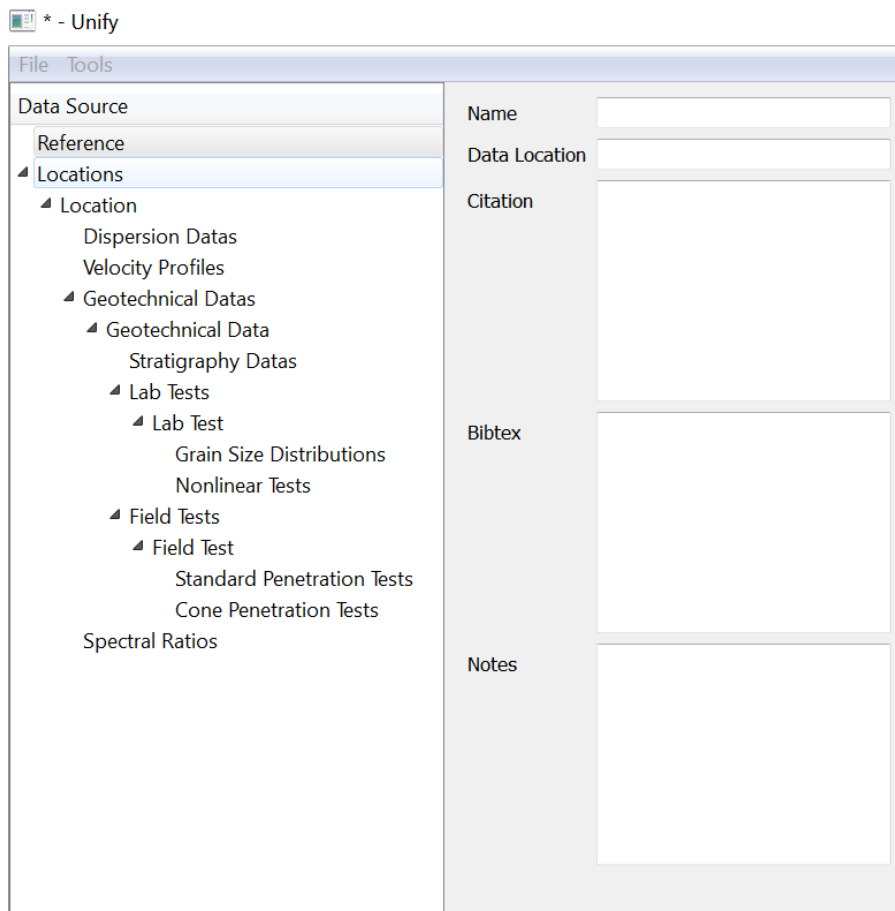 * - Unify
File Tools
Data Source
Reference
Locations
Location
Dispersion Datas
Velocity Profiles
Geotechnical Datas
Geotechnical Data
Stratigraphy Datas
Lab Tests
Lab Test
Grain Size Distributions
Nonlinear Tests
Field Tests
Field Test
Standard Penetration Tests
Cone Penetration Tests
Spectral Ratios
Name
Data Location
Citation
Bibtex
Notes